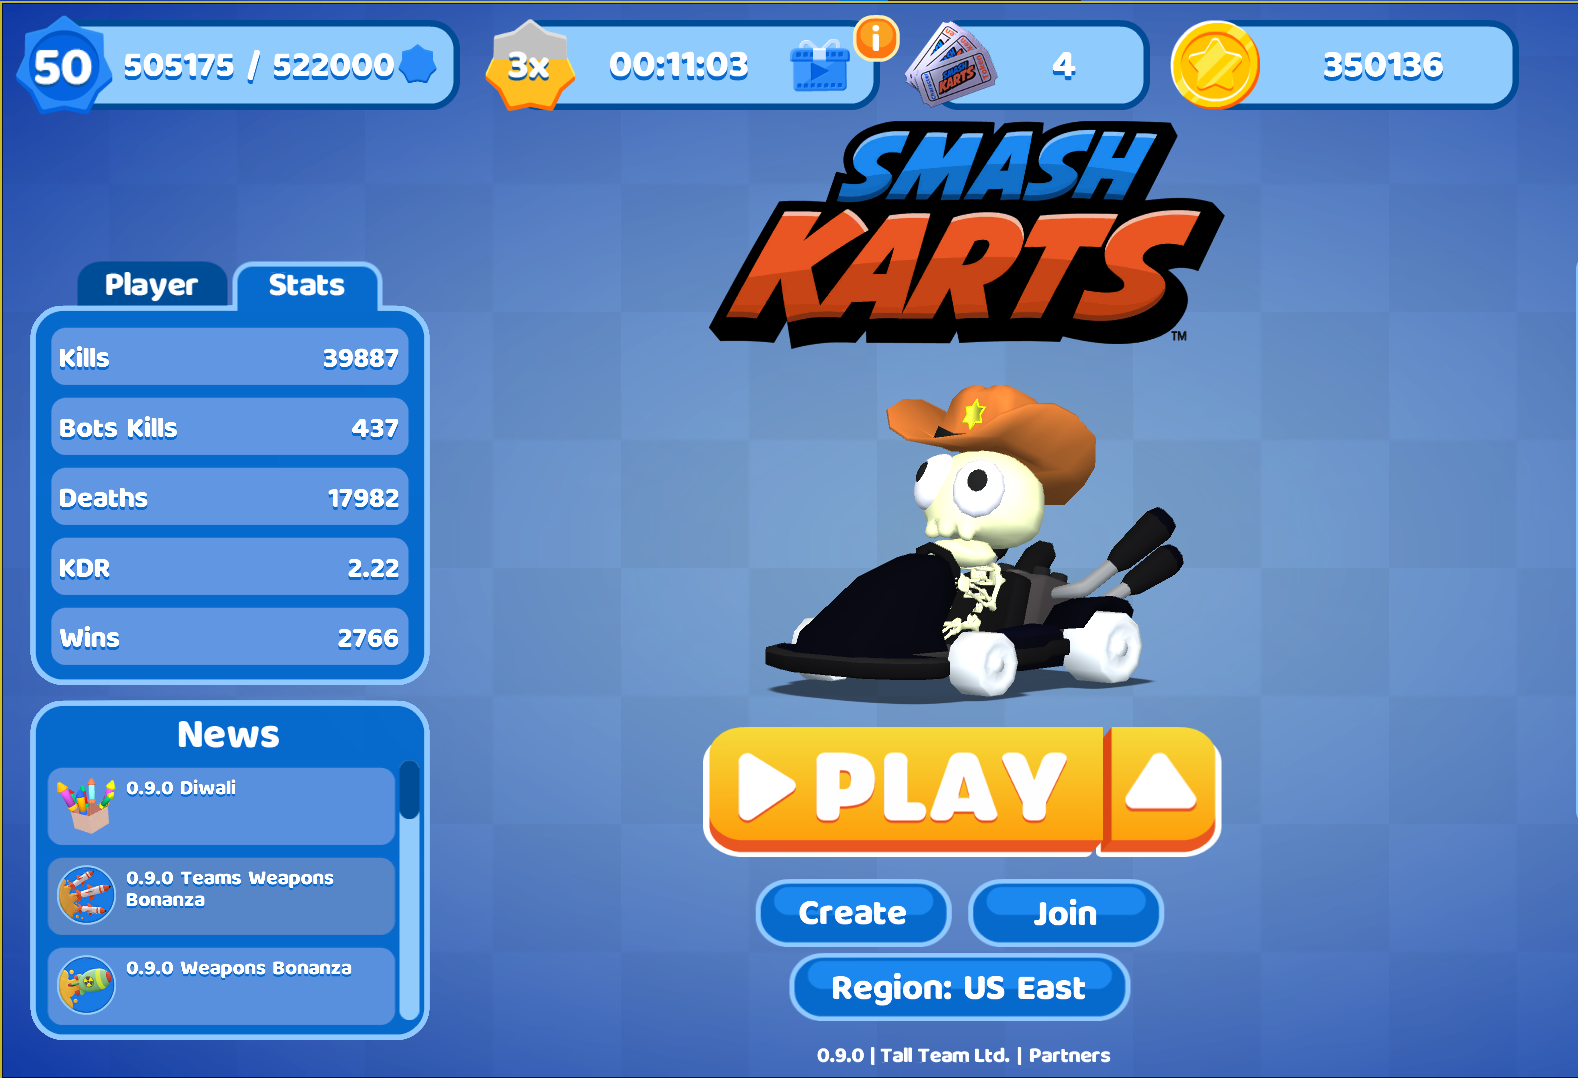 50
505175 / 522000
3x
00:11:03
i
SMASH
KARTS
4
350136
SMASH
KARTS
TM
Player
Stats
Kills 39887
Bots Kills 437
Deaths 17982
KDR 2.22
Wins 2766
News
0.9.0 Diwali
0.9.0 Teams Weapons
Bonanza
0.9.0 Weapons Bonanza
PLAY
Create
Join
Region: US East
0.9.0 | Tall Team Ltd. | Partners